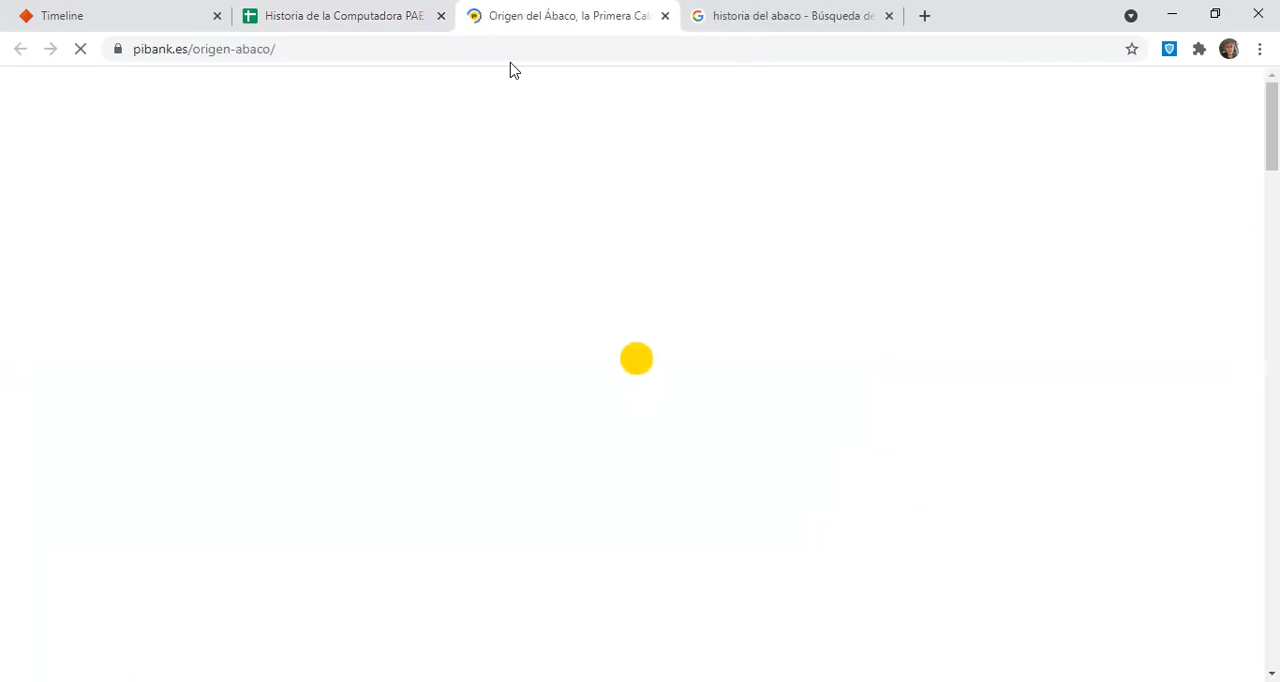 Timeline
Historia de la Computadora PAE
Origen del Ábaco, la Primera Cal
historia del abaco - Búsqueda de
pibank.es/origen-abaco/